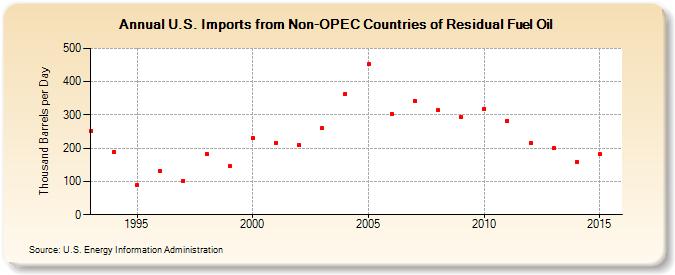 Annual U.S. Imports from Non-OPEC Countries of Residual Fuel Oil
Thousand Barrels per Day
500
400
300
200
100
0
1995 2000 2005 2010 2015
Source: U.S. Energy Information Administration